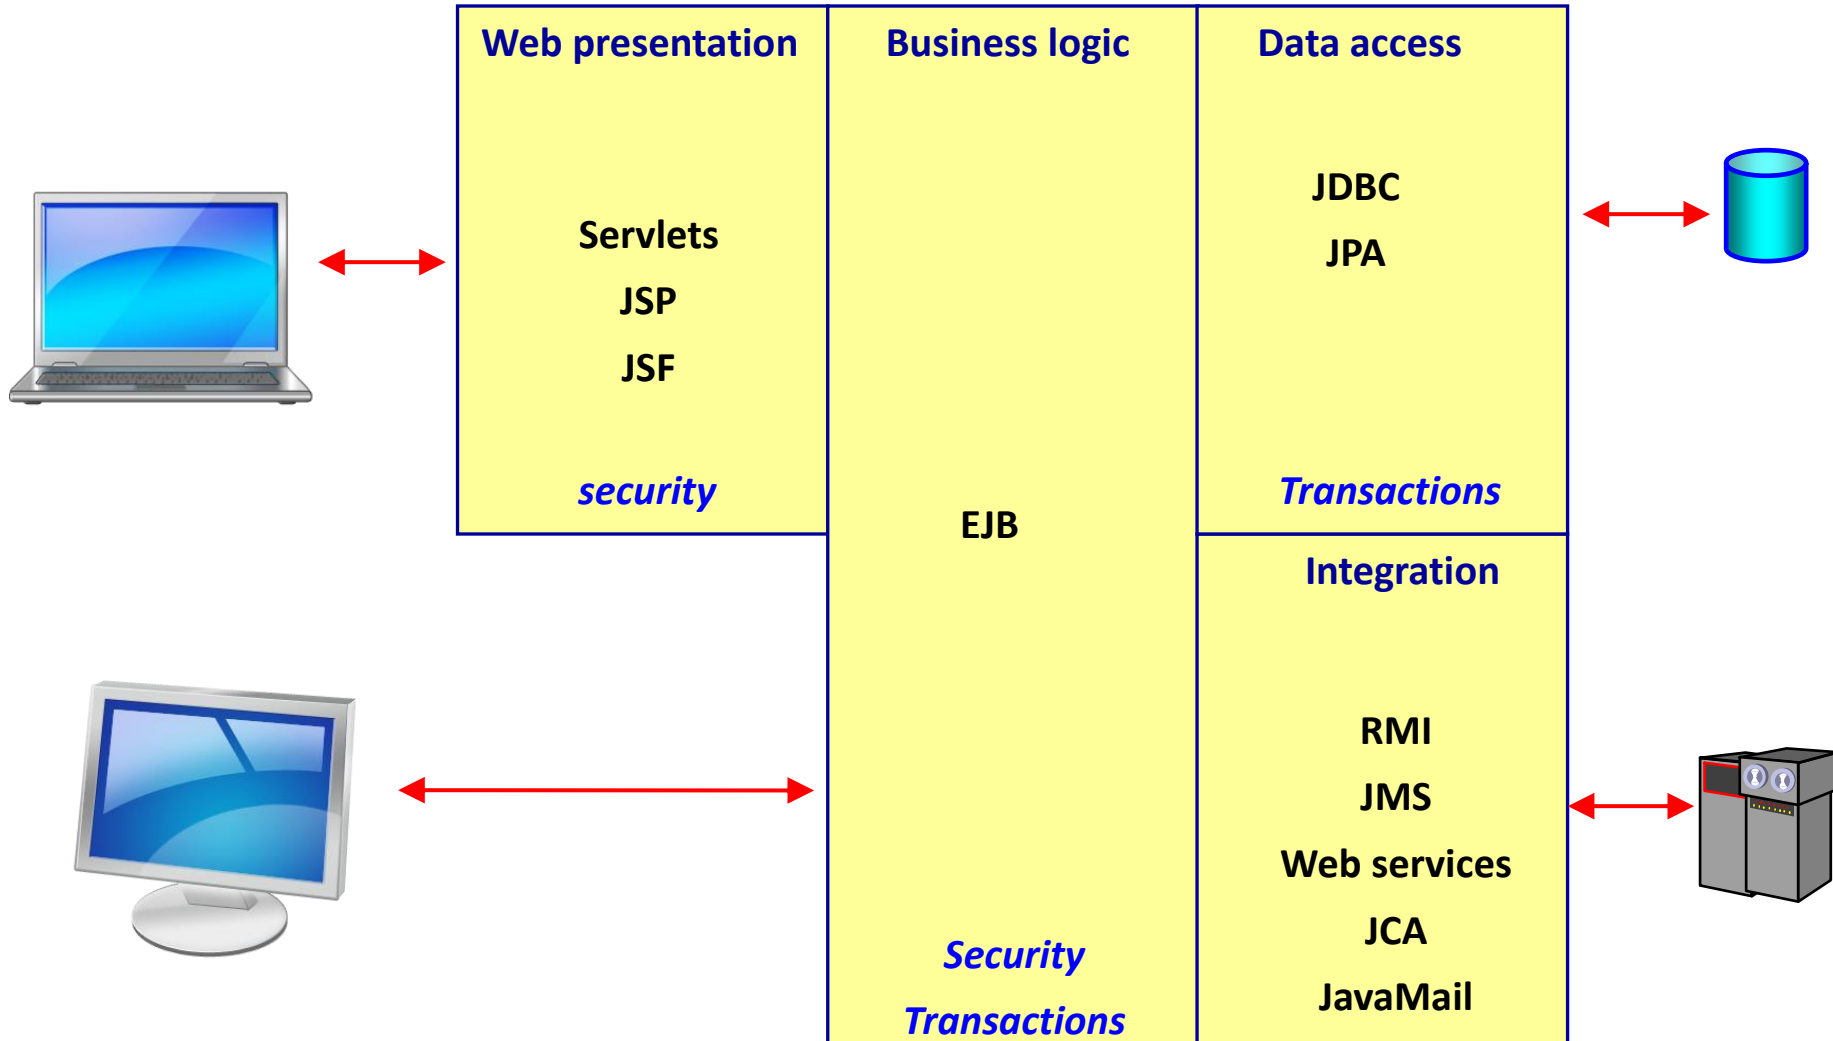 Web presentation
Servlets
JSP
JSF
security
Business logic
EJB
Security
Transactions
Data access
JDBC
JPA
Transactions
Integration
RMI
JMS
Web services
JCA
JavaMail